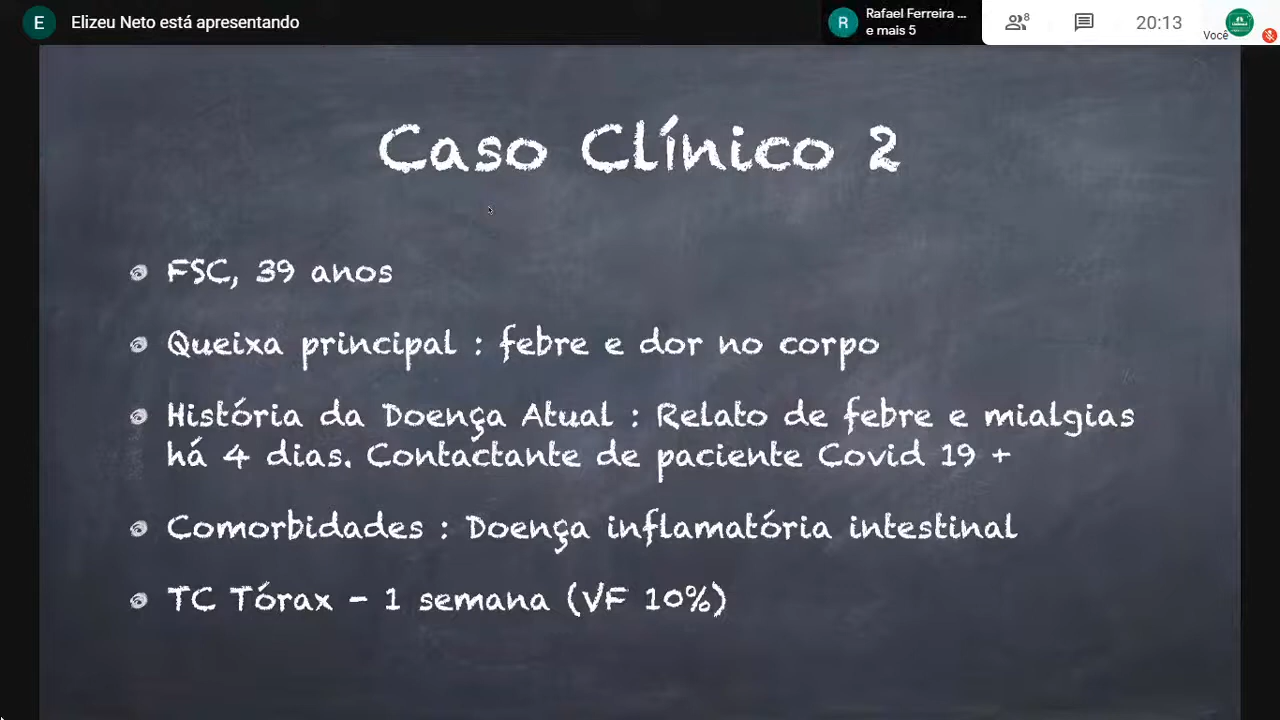 E Elizeu Neto está apresentando
R Rafael Ferreira ...
e mais 5
8
20:13
Você
Caso Clínico 2
FSC, 39 anos
Queixa principal : febre e dor no corpo
História da Doença Atual : Relato de febre e mialgias
há 4 dias. Contactante de paciente Covid 19 +
Comorbidades : Doença inflamatória intestinal
TC Tórax - 1 semana (VF 10%)